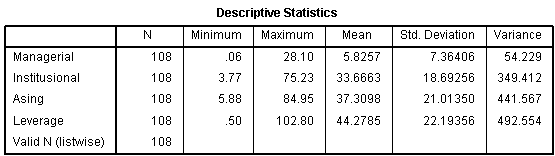 Descriptive Statistics
N Minimum Maximum Mean Std. Deviation Variance
Managerial 108 .06 28.10 5.8257 7.36406 54.229
Institusional 108 3.77 75.23 33.6663 18.69256 349.412
Asing 108 5.88 84.95 37.3098 21.01350 441.567
Leverage 108 .50 102.80 44.2785 22.19356 492.554
Valid N (listwise) 108